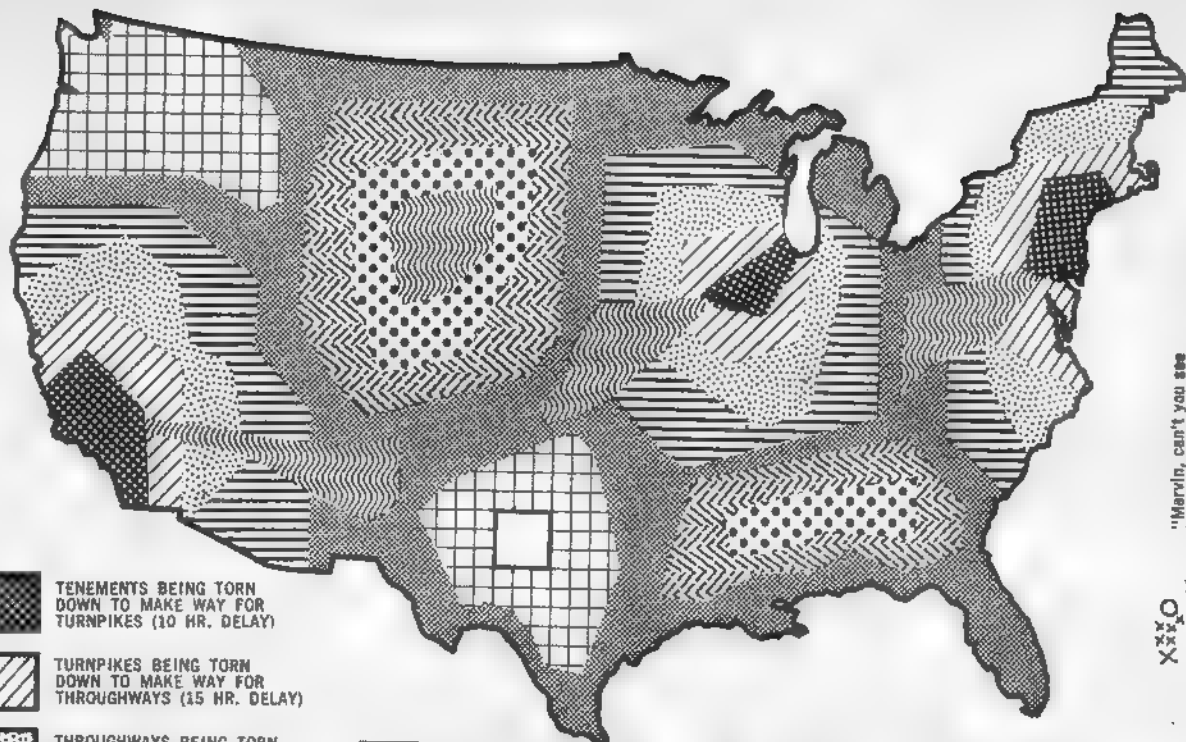 TENEMENTS BEING TORN
DOWN TO MAKE WAY FOR
TURNPIKES (10 HR. DELAY)
TURNPIKES BEING TORN
DOWN TO MAKE WAY FOR
THROUGHWAYS (15 HR. DELAY)
THROUGHWAYS BEING TORN
"Marvin, can't you see
XXXXO